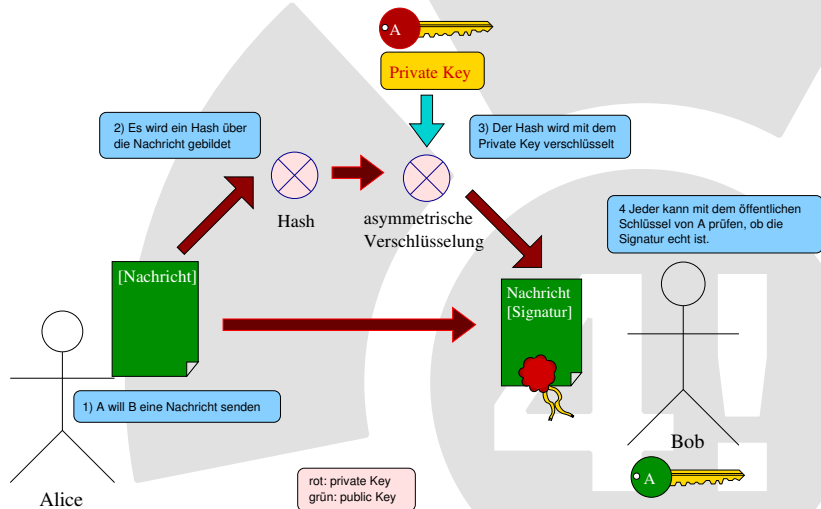 A
Private Key
2) Es wird ein Hash über
die Nachricht gebildet
3) Der Hash wird mit dem
Private Key verschlüsselt
Hash
asymmetrische
Verschlüsselung
4 Jeder kann mit dem öffentlichen
Schlüssel von A prüfen, ob die
Signatur echt ist.
[Nachricht]
Nachricht
[Signatur]
1) A will B eine Nachricht senden
Bob
A
Alice
rot: private Key
grün: public Key
4!